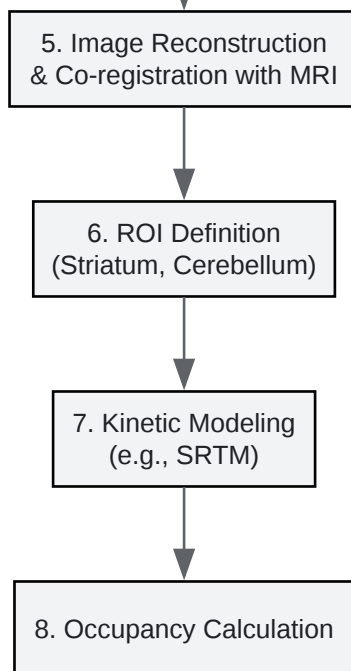 5. Image Reconstruction
& Co-registration with MRI
6. ROI Definition
(Striatum, Cerebellum)
7. Kinetic Modeling
(e.g., SRTM)
8. Occupancy Calculation